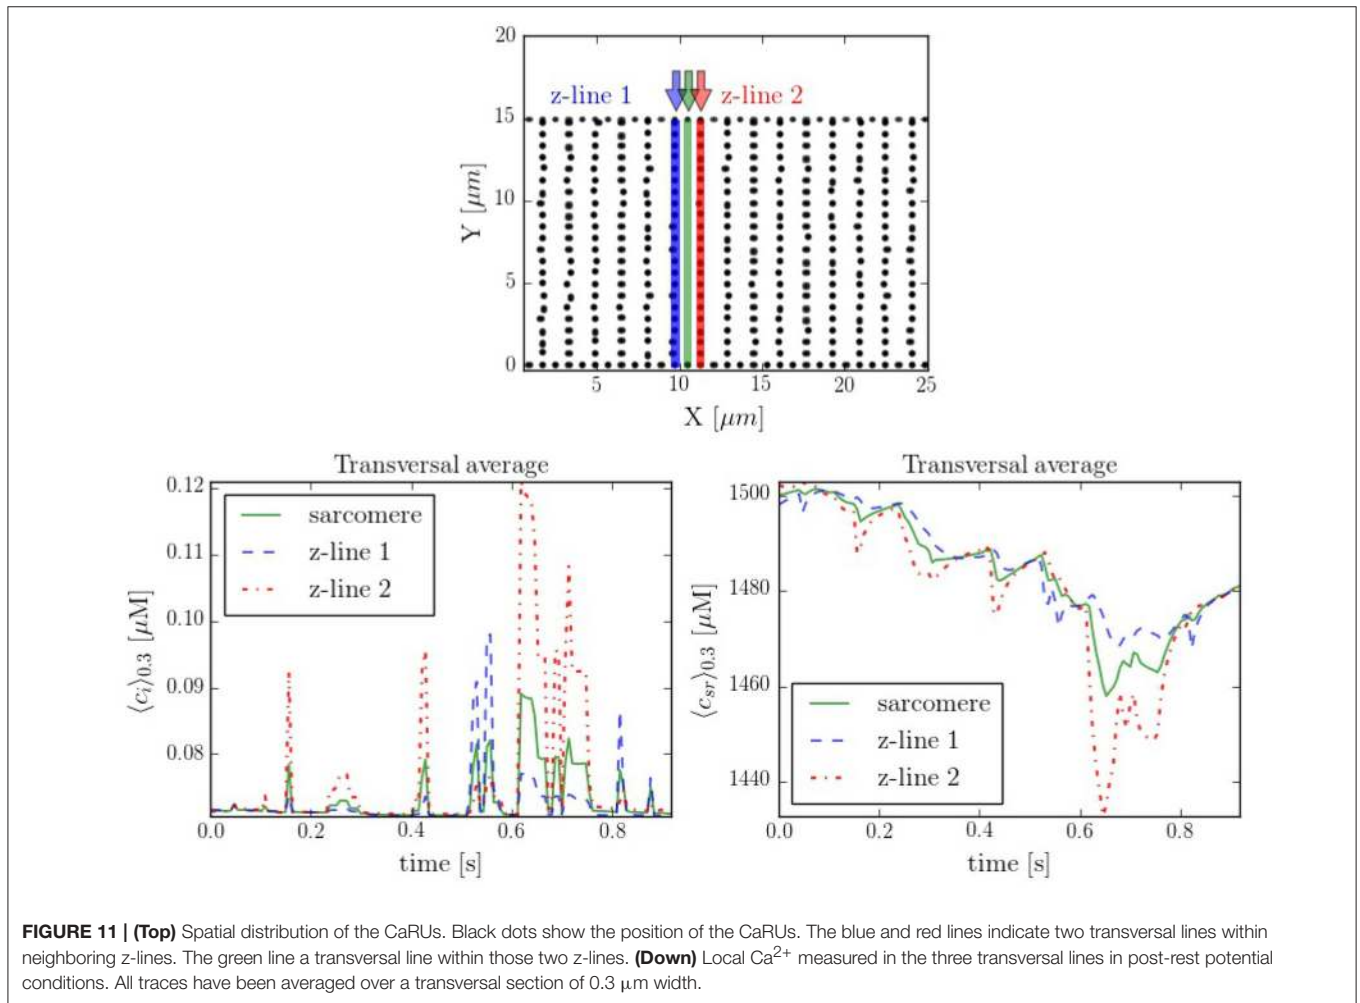 20
15
10
5
0
Y [μm]
z-line 1
z-line 2
5
10
15
20
25
X [μm]
Transversal average
0.12
0.11
0.10
0.09
0.08
⟨c_i⟩_0.3 [μM]
sarcomere
z-line 1
z-line 2
0.0
0.2
0.4
0.6
0.8
time [s]
Transversal average
1500
1480
1460
1440
⟨c_sr⟩_0.3 [μM]
sarcomere
z-line 1
z-line 2
0.0
0.2
0.4
0.6
0.8
time [s]
FIGURE 11 | (Top) Spatial distribution of the CaRUs. Black dots show the position of the CaRUs. The blue and red lines indicate two transversal lines within
neighboring z-lines. The green line a transversal line within those two z-lines. (Down) Local Ca²⁺ measured in the three transversal lines in post-rest potential
conditions. All traces have been averaged over a transversal section of 0.3 μm width.